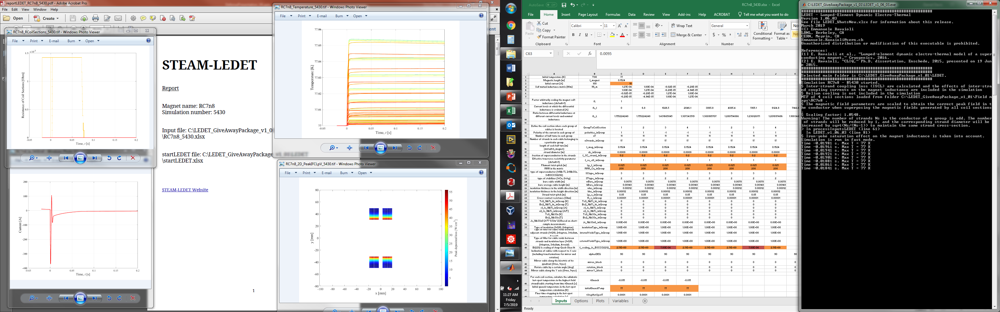 reportLEDET_RC7n8_5430.pdf - Adobe Acrobat Pro
File Edit View Window Help
Open Create
RC7n8_RCoilSections_5430.tif - Windows Photo Viewer
File Print E-mail Burn Open
1.5 ×10⁻³
1
0.5
0
Resistance of Coil Sections [Ohm]
-0.05 0 0.05 0.1 0.15 0.2
Time, t [s]
200
100
0
-100
-200
-300
-400
Current [A]
-0.05 0 0.05 0.1 0.15 0.2
Time, t [s]
STEAM-LEDET
Report
Magnet name: RC7n8
Simulation number: 5430
Input file: C:\LEDET_GiveAwayPackage_v1_0
\RC7n8_5430.xlsx
startLEDET file: C:\LEDET_GiveAwayPackage_v1_01\LEDET
\startLEDET.xlsx
STEAM-LEDET Website
1
RC7n8_Temperature_5430.tif - Windows Photo Viewer
File Print E-mail Burn Open
77.06
77.05
77.04
77.03
77.02
77.01
77
Temperature [K]
-0.05 0 0.05 0.1 0.15 0.2
Time, t [s]
RC7n8_2D_PeakIFCLpV_5430.tif - Windows Photo Viewer
File Print E-mail Burn Open
80
60
40
20
0
-20
-40
-60
-80
y [mm]
-100 -80 -60 -40 -20 0 20 40 60 80 100
x [mm]
55
50
45
40
35
30
25
20
15
10
5
Peak deposited loss [W/cm³]
11:27 AM
Friday
7/5/2019
AutoSave Off
RC7n8_5430.xlsx - Excel
File Home Insert Page Layout Formulas Data Review View Add-ins Help ACROBAT Tell me what you want to do
Paste
Cut
Copy
Format Painter
Clipboard
Calibri 11
B I U
Font
Wrap Text
Merge & Center
Alignment
General
$ % ,
Number
Conditional Formatting
Format as Table
C63 fx 0.0095
A B C D E F G H I J K
1 Initial temperature [K] T00 77
2 Magnetic length [m] l_magnet 0.1524
3 Initial current [A] I00 10
4 Self mutual inductance matrix [H/m] M_m 1.27E-04 1.00E-04 -8.02E-05 -6.20E-05
5 1.00E-04 1.27E-04 -6.20E-05 -4.94E-05
6 -8.02E-05 -6.20E-05 1.27E-04 1.00E-04
7 -6.20E-05 -4.94E-05 1.00E-04 1.27E-04
8 Factor arbitrarily scaling the magnet self-inductance (default=1) fL 1
9 Current levels at which the differential inductance is evaluated [A] fL_I 0 6.8 1026.5 2046.1 3065.8 4085.4 5105.1 6124.8 7144.4
10 Ratio between differential inductance at different current levels and nominal inductance fL_L 1.755224248 1.755224248 1.431665845 1.307343519 1.300985707 1.280754066 1.236126171 1.201897486 1.188344
11
12 Define the coil section where each group of cables is located GroupToCoilSection 1 2 3 4 1 2 3 4
13 Polarity of the current in each group of polarities_inGroup 1 1 -1 -1 -1 -1 1 1
14 Number of half-turns in each group nT 11 11 11 11 11 11 11 11
15 Number of strands in each cable belonging to a particular group nStrands_inGroup 17 17 17 17 17 17 17 17
16 length of each half turn [m] (default=l_magnet) l_mag_inGroup 0.1524 0.1524 0.1524 0.1524 0.1524 0.1524 0.1524 0.1524
17 strand diameter [m] ds_inGroup 0.0008 0.0008 0.0008 0.0008 0.0008 0.0008 0.0008 0.0008
18 fraction of superconductor in the strands f_SC_strand_inGroup 0.2 0.2 0.2 0.2 0.2 0.2 0.2 0.2
19 Effective transverse resistivity parameter (default=1) f_ro_eff_inGroup 1 1 1 1 1 1 1 1
20 Filament twist-pitch [m] Lp_f_inGroup 0.025 0.025 0.025 0.025 0.025 0.025 0.025 0.025
21 RRR in the matrix RRR_Cu_inGroup 208 208 208 208 208 208 208 208
22 type of superconductor (1=Nb-Ti, 2=Nb3Sn, 3=BSCCO2212) SCtype_inGroup 3 3 3 3 3 3 3 3
23 type of stabilizer (1=Cu, 2=Ag) STtype_inGroup 2 2 2 2 2 2 2 2
24 bare cable width [m] wBare_inGroup 0.0078 0.0078 0.0078 0.0078 0.0078 0.0078 0.0078 0.0078
25 bare average cable height [m] hBare_inGroup 0.00148 0.00148 0.00148 0.00148 0.00148 0.00148 0.00148 0.00148
26 insulation thickness in the width direction [m] wIns_inGroup 0.00012 0.00012 0.00012 0.00012 0.00012 0.00012 0.00012 0.00012
27 insulation thickness in the height direction [m] hIns_inGroup 0.00012 0.00012 0.00012 0.00012 0.00012 0.00012 0.00012 0.00012
28 Strand twist-pitch [m] Lp_s_inGroup 0.05 0.05 0.05 0.05 0.05 0.05 0.05 0.05
29 Cross-contact resistance [Ohm] R_c_inGroup 0.00001 0.00001 0.00001 0.00001 0.00001 0.00001 0.00001 0.00001
30 Tc0_NbTi_ht_inGroup [K] Tc0_NbTi_ht_inGroup 0 0 0 0 0 0 0 0
31 Bc2_NbTi_ht_inGroup [T] Bc2_NbTi_ht_inGroup 0 0 0 0 0 0 0 0
32 c1_Ic_NbTi_inGroup [A] c1_Ic_NbTi_inGroup 0 0 0 0 0 0 0 0
33 c2_Ic_NbTi_inGroup [A/T] c2_Ic_NbTi_inGroup 0 0 0 0 0 0 0 0
34 Tc0_Nb3Sn [K] Tc0_Nb3Sn_inGroup 0 0 0 0 0 0 0 0
35 Bc2_Nb3Sn [T] Bc2_Nb3Sn_inGroup 0 0 0 0 0 0 0 0
36 Jc_Nb3Sn0 [A*T^0.5/m^2] Based on short-sample measurements Jc_Nb3Sn0_inGroup 0.00E+00 0.00E+00 0.00E+00 0.00E+00 0.00E+00 0.00E+00 0.00E+00 0.00E+00
37 Type of insulation (1=G10, 2=kapton) insulationType_inGroup 1.00E+00 1.00E+00 1.00E+00 1.00E+00 1.00E+00 1.00E+00 1.00E+00 1.00E+00
38 Type of filler for cable voids between adjacent strands (1=G10, 2=kapton, 3=helium, 4=void) internalVoidsType_inGroup 1.00E+00 1.00E+00 1.00E+00 1.00E+00 1.00E+00 1.00E+00 1.00E+00 1.00E+00
39 Type of filler for cable voids between strands and insulation layer (1=G10, 2=kapton, 3=helium, 4=void) externalVoidsType_inGroup 1.00E+00 1.00E+00 1.00E+00 1.00E+00 1.00E+00 1.00E+00 1.00E+00 1.00E+00
40 Bi2212 Ic scaling of Arup-Gosh-Shen fit f_scaling_Jc_BSCCO2212_ 2.51E+00 2.51E+00 7.00E-04 2.51E+00 2.51E+00 2.51E+00 7.00E-04 2.51E+00
41 Inclination of cables with respect to X axis (including transformations for mirror and rotation) alphasDEG 90 90 90 90 90 90 90 90 90
42 Mirror cable along the bisectrix of its quadrant (0=no, 1=yes) mirror_block 0 0 0 0 0 0 0 0
43 Rotate cable by a certain angle [deg] rotation_block 0 0 0 0 0 0 0 0
44 Mirror cable along the Y axis (0=no, 1=yes) mirrorY_block 0 0 0 0 0 0 0 0
45
46 For each coil section, calculate the adiabatic hot-spot temperature in the highest field strand/cable starting from time tQuench [s] tQuench -0.015 -0.015 -0.015 -0.015
47 Initial quench temperature in the hot-spot temperature calculation [K] initialQuenchTemp 77 77 77 77
Finer time-stepping in the hot-spot tStepHotSpotT 0.0001 0.0001 0.0001 0.0001
Inputs Options Plots Variables
Ready
C:\LEDET_GiveAwayPackage_v1_01\LEDET_v1_06_03.exe
LEDET - Lumped-Element Dynamic Electro-Thermal
Version 1.06.03
See file LEDET_WhatsNew.xlsx for information about this release.
March 2019
(C) Emmanuele Ravaioli
LBNL, Berkeley, CA
CERN, Meyrin, CH
Emmanuele.Ravaioli@cern.ch
Unauthorized distribution or modification of this executable is prohibited.
References:
[1] E. Ravaioli et al., "Lumped-element dynamic electro-thermal model of a super
conducting magnet," Cryogenics, 2016.
[2] E. Ravaioli, "CLIQ," Ph.D. dissertation, Enschede, 2015, presented on 19 Jun
e 2015.
Selected main folder is C:\LEDET_GiveAwayPackage_v1_01\LEDET.
Simulation RC7n8 - #5430 started.
$ Inter-strand coupling loss (ISCL) are calculated and the effects of inter-stra
nd coupling currents on the magnet inductance are included in the simulation
$ Helium cooling is not included in the simulation
MTF of 4 coil sections loaded from folder C:\LEDET_GiveAwayPackage_v1_01\Field m
aps\RC7n8 .
$ The magnetic field parameters are scaled to obtain the correct peak field in t
he conductor when superposing the magnetic fields generated by all coil sections
.
$ Scaling factor: 1.0548.
Warning: The number of strands Ns in the conductor of a group is odd. The number
of strands will be reduced by 1, and the corresponding strand diameter will be
increased by sqrt(Ns/(Ns-1)) to maintain the same strand cross-section.
> In processInputsLEDET (line 61)
In LEDET_v1_06_03 (line 81)
$ Iron-yoke saturation effect on the magnet inductance is taken into account.
Simulation is run in fast mode.
Time -0.01981 s. Max T = 77 K
Time -0.01961 s. Max T = 77 K
Time -0.01941 s. Max T = 77 K
Time -0.01921 s. Max T = 77 K
Time -0.01901 s. Max T = 77 K
Time -0.01881 s. Max T = 77 K
Time -0.01861 s. Max T = 77 K
Time -0.01841 s. Max T = 77 K